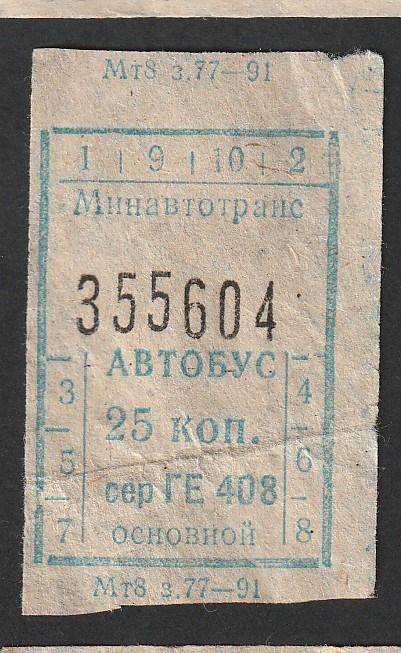 Мт8 з.77—91
1 | 9 | 10 | 2
Минавтотранс
355604
АВТОБУС
3 25 коп. 4
5 сер ГЕ 408 6
7 основной 8
Мт8 з.77—91